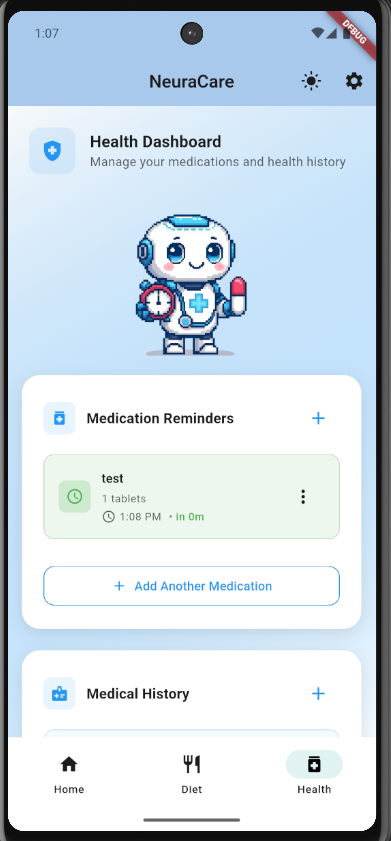 1:07
DEBUG
NeuraCare
Health Dashboard
Manage your medications and health history
Medication Reminders
test
1 tablets
1:08 PM • in 0m
Add Another Medication
Medical History
Home
Diet
Health